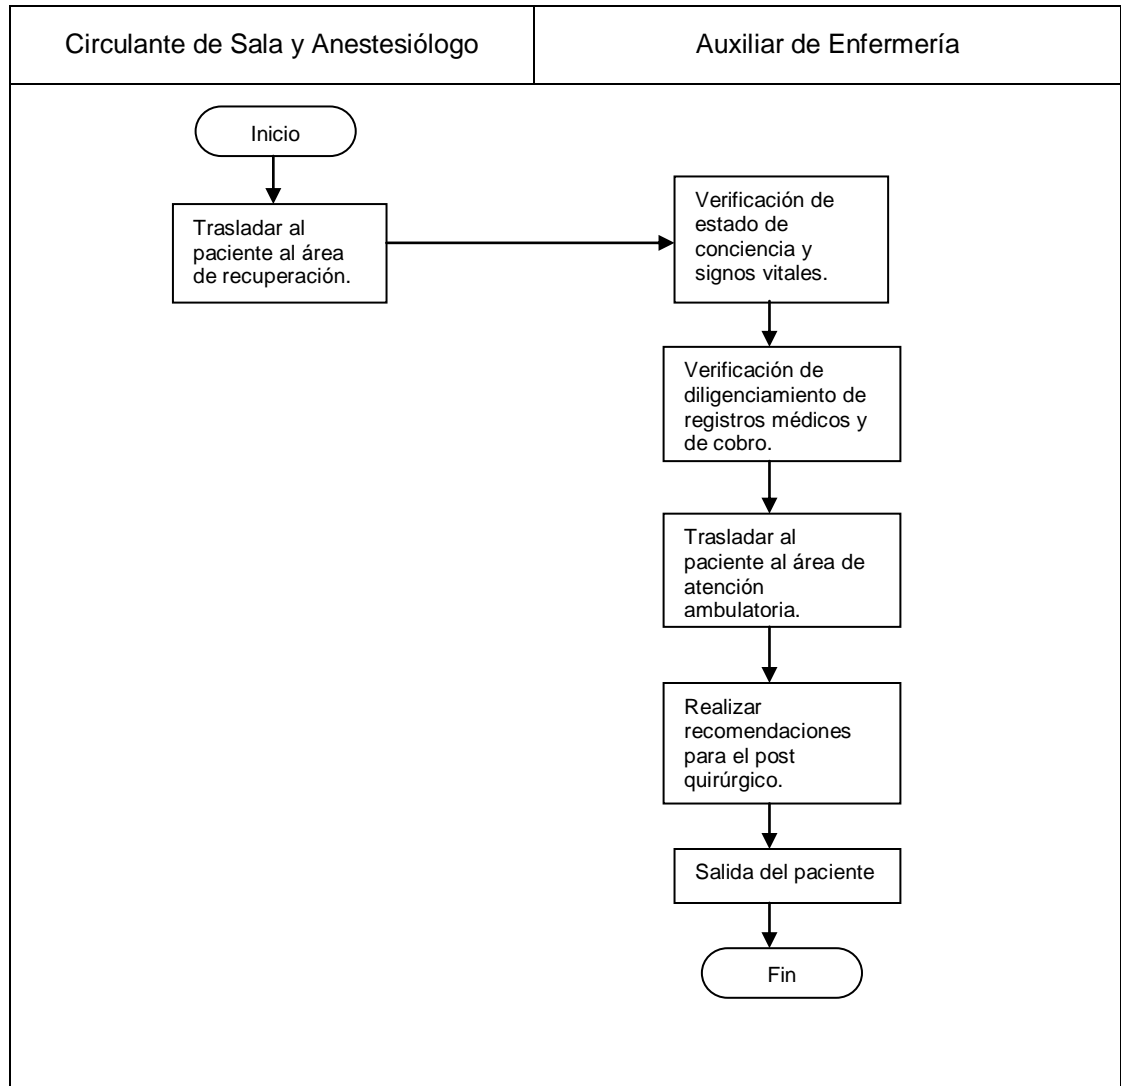 Circulante de Sala y Anestesiólogo
Auxiliar de Enfermería
Inicio
Trasladar al
paciente al área
de recuperación.
Verificación de
estado de
conciencia y
signos vitales.
Verificación de
diligenciamiento de
registros médicos y
de cobro.
Trasladar al
paciente al área de
atención
ambulatoria.
Realizar
recomendaciones
para el post
quirúrgico.
Salida del paciente
Fin